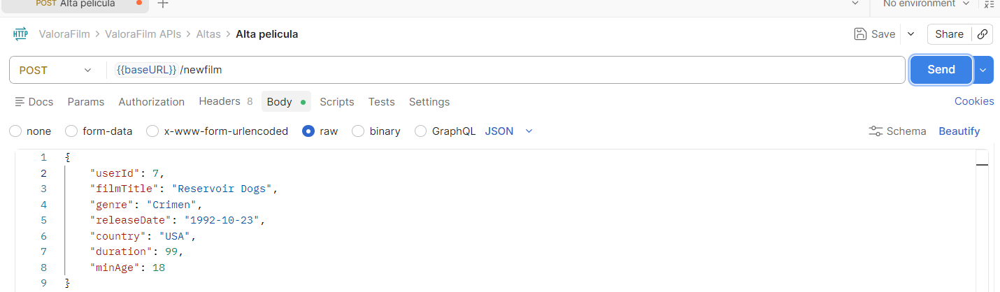 POST Alta pelicula
No environment
HTTP ValoraFilm > ValoraFilm APIs > Altas > Alta pelicula
Save
Share
POST
{{baseURL}} /newfilm
Send
Docs Params Authorization Headers 8 Body Scripts Tests Settings
Cookies
none form-data x-www-form-urlencoded raw binary GraphQL JSON
Schema Beautify
1 {
2 "userId": 7,
3 "filmTitle": "Reservoir Dogs",
4 "genre": "Crimen",
5 "releaseDate": "1992-10-23",
6 "country": "USA",
7 "duration": 99,
8 "minAge": 18
9 }